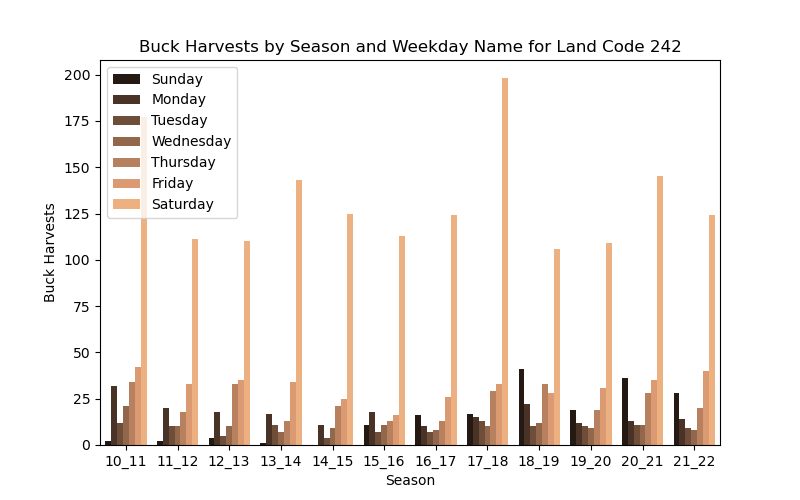 Buck Harvests by Season and Weekday Name for Land Code 242
200
175
150
125
100
75
50
25
0
Buck Harvests
Sunday
Monday
Tuesday
Wednesday
Thursday
Friday
Saturday
10_11 11_12 12_13 13_14 14_15 15_16 16_17 17_18 18_19 19_20 20_21 21_22
Season